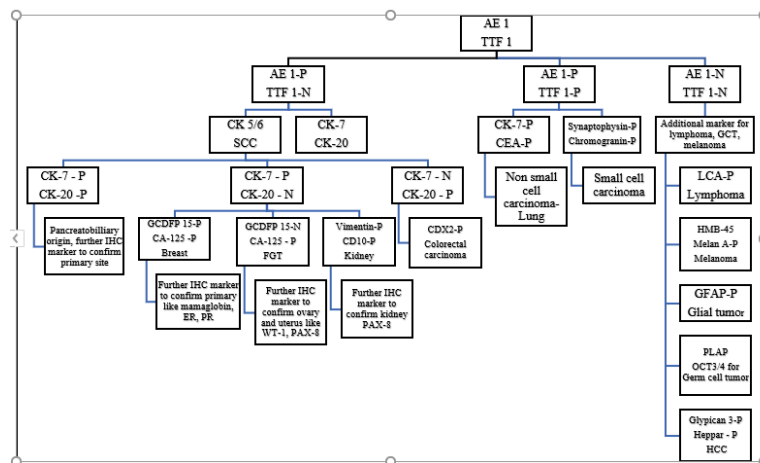 AE 1
TTF 1
AE 1-P
TTF 1-N
AE 1-P
TTF 1-P
AE 1-N
TTF 1-N
CK 5/6
SCC
CK-7
CK-20
CK-7-P
CEA-P
Synaptophysin-P
Chromogranin-P
Additional marker for
lymphoma, GCT,
melanoma
CK-7 - P
CK-20 -P
CK-7 - P
CK-20 - N
CK-7 - N
CK-20 - P
Non small
cell
carcinoma-
Lung
Small cell
carcinoma
LCA-P
Lymphoma
Pancreatobilliary
origin, further IHC
marker to confirm
primary site
GCDFP 15-P
CA-125 -P
Breast
GCDFP 15-N
CA-125 - P
FGT
Vimentin-P
CD10-P
Kidney
CDX2-P
Colorectal
carcinoma
HMB-45
Melan A-P
Melanoma
Further IHC marker
to confirm primary
like mamaglobin,
ER, PR
Further IHC
marker to
confirm ovary
and uterus like
WT-1, PAX-8
Further IHC
marker to
confirm kidney
PAX-8
GFAP-P
Glial tumor
PLAP
OCT3/4 for
Germ cell tumor
Glypican 3-P
Heppar - P
HCC